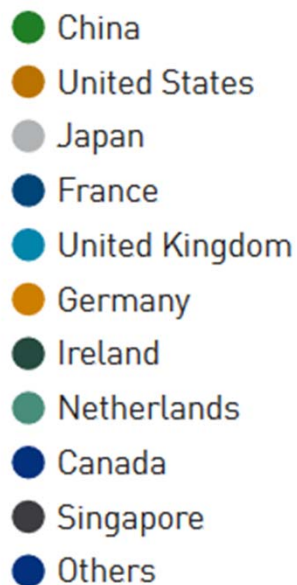 China
United States
Japan
France
United Kingdom
Germany
Ireland
Netherlands
Canada
Singapore
Others